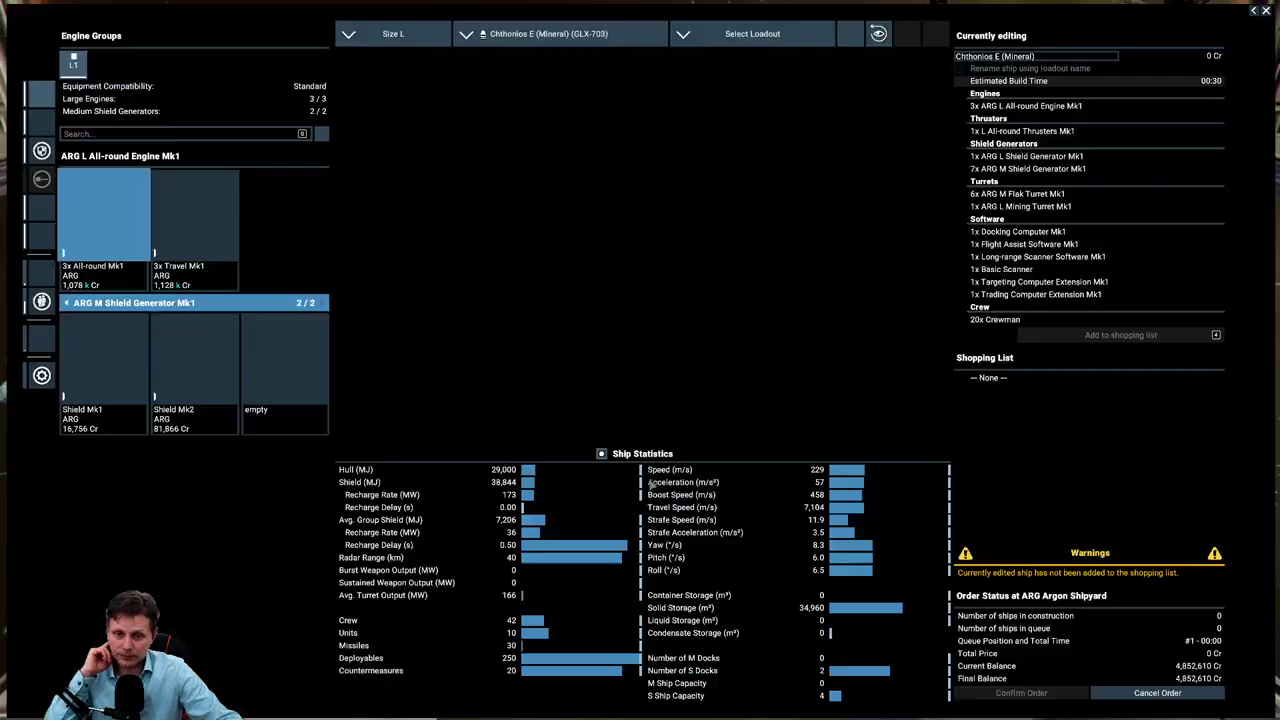 Engine Groups
L1
Equipment Compatibility: Standard
Large Engines: 3 / 3
Medium Shield Generators: 2 / 2
Search...
ARG L All-round Engine Mk1
3x All-round Mk1
ARG
1,078 k Cr
3x Travel Mk1
ARG
1,128 k Cr
ARG M Shield Generator Mk1 2 / 2
Shield Mk1
ARG
16,756 Cr
Shield Mk2
ARG
81,866 Cr
empty
Size L
Chthonios E (Mineral) (GLX-703)
Select Loadout
Ship Statistics
Hull (MJ) 29,000
Shield (MJ) 38,844
Recharge Rate (MW) 173
Recharge Delay (s) 0.00
Avg. Group Shield (MJ) 7,206
Recharge Rate (MW) 36
Recharge Delay (s) 0.50
Radar Range (km) 40
Burst Weapon Output (MW) 0
Sustained Weapon Output (MW) 0
Avg. Turret Output (MW) 166
Crew 42
Units 10
Missiles 30
Deployables 250
Countermeasures 20
Speed (m/s) 229
Acceleration (m/s²) 57
Boost Speed (m/s) 458
Travel Speed (m/s) 7,104
Strafe Speed (m/s) 11.9
Strafe Acceleration (m/s²) 3.5
Yaw (°/s) 8.3
Pitch (°/s) 6.0
Roll (°/s) 6.5
Container Storage (m³) 0
Solid Storage (m³) 34,960
Liquid Storage (m³) 0
Condensate Storage (m³) 0
Number of M Docks 0
Number of S Docks 2
M Ship Capacity 0
S Ship Capacity 4
Currently editing
Chthonios E (Mineral) 0 Cr
Rename ship using loadout name
Estimated Build Time 00:30
Engines
3x ARG L All-round Engine Mk1
Thrusters
1x L All-round Thrusters Mk1
Shield Generators
1x ARG L Shield Generator Mk1
7x ARG M Shield Generator Mk1
Turrets
6x ARG M Flak Turret Mk1
1x ARG L Mining Turret Mk1
Software
1x Docking Computer Mk1
1x Flight Assist Software Mk1
1x Long-range Scanner Software Mk1
1x Basic Scanner
1x Targeting Computer Extension Mk1
1x Trading Computer Extension Mk1
Crew
20x Crewman
Add to shopping list 4
Shopping List
— None —
Warnings
Currently edited ship has not been added to the shopping list.
Order Status at ARG Argon Shipyard
Number of ships in construction 0
Number of ships in queue 0
Queue Position and Total Time #1 - 00:00
Total Price 0 Cr
Current Balance 4,852,610 Cr
Final Balance 4,852,610 Cr
Confirm Order
Cancel Order